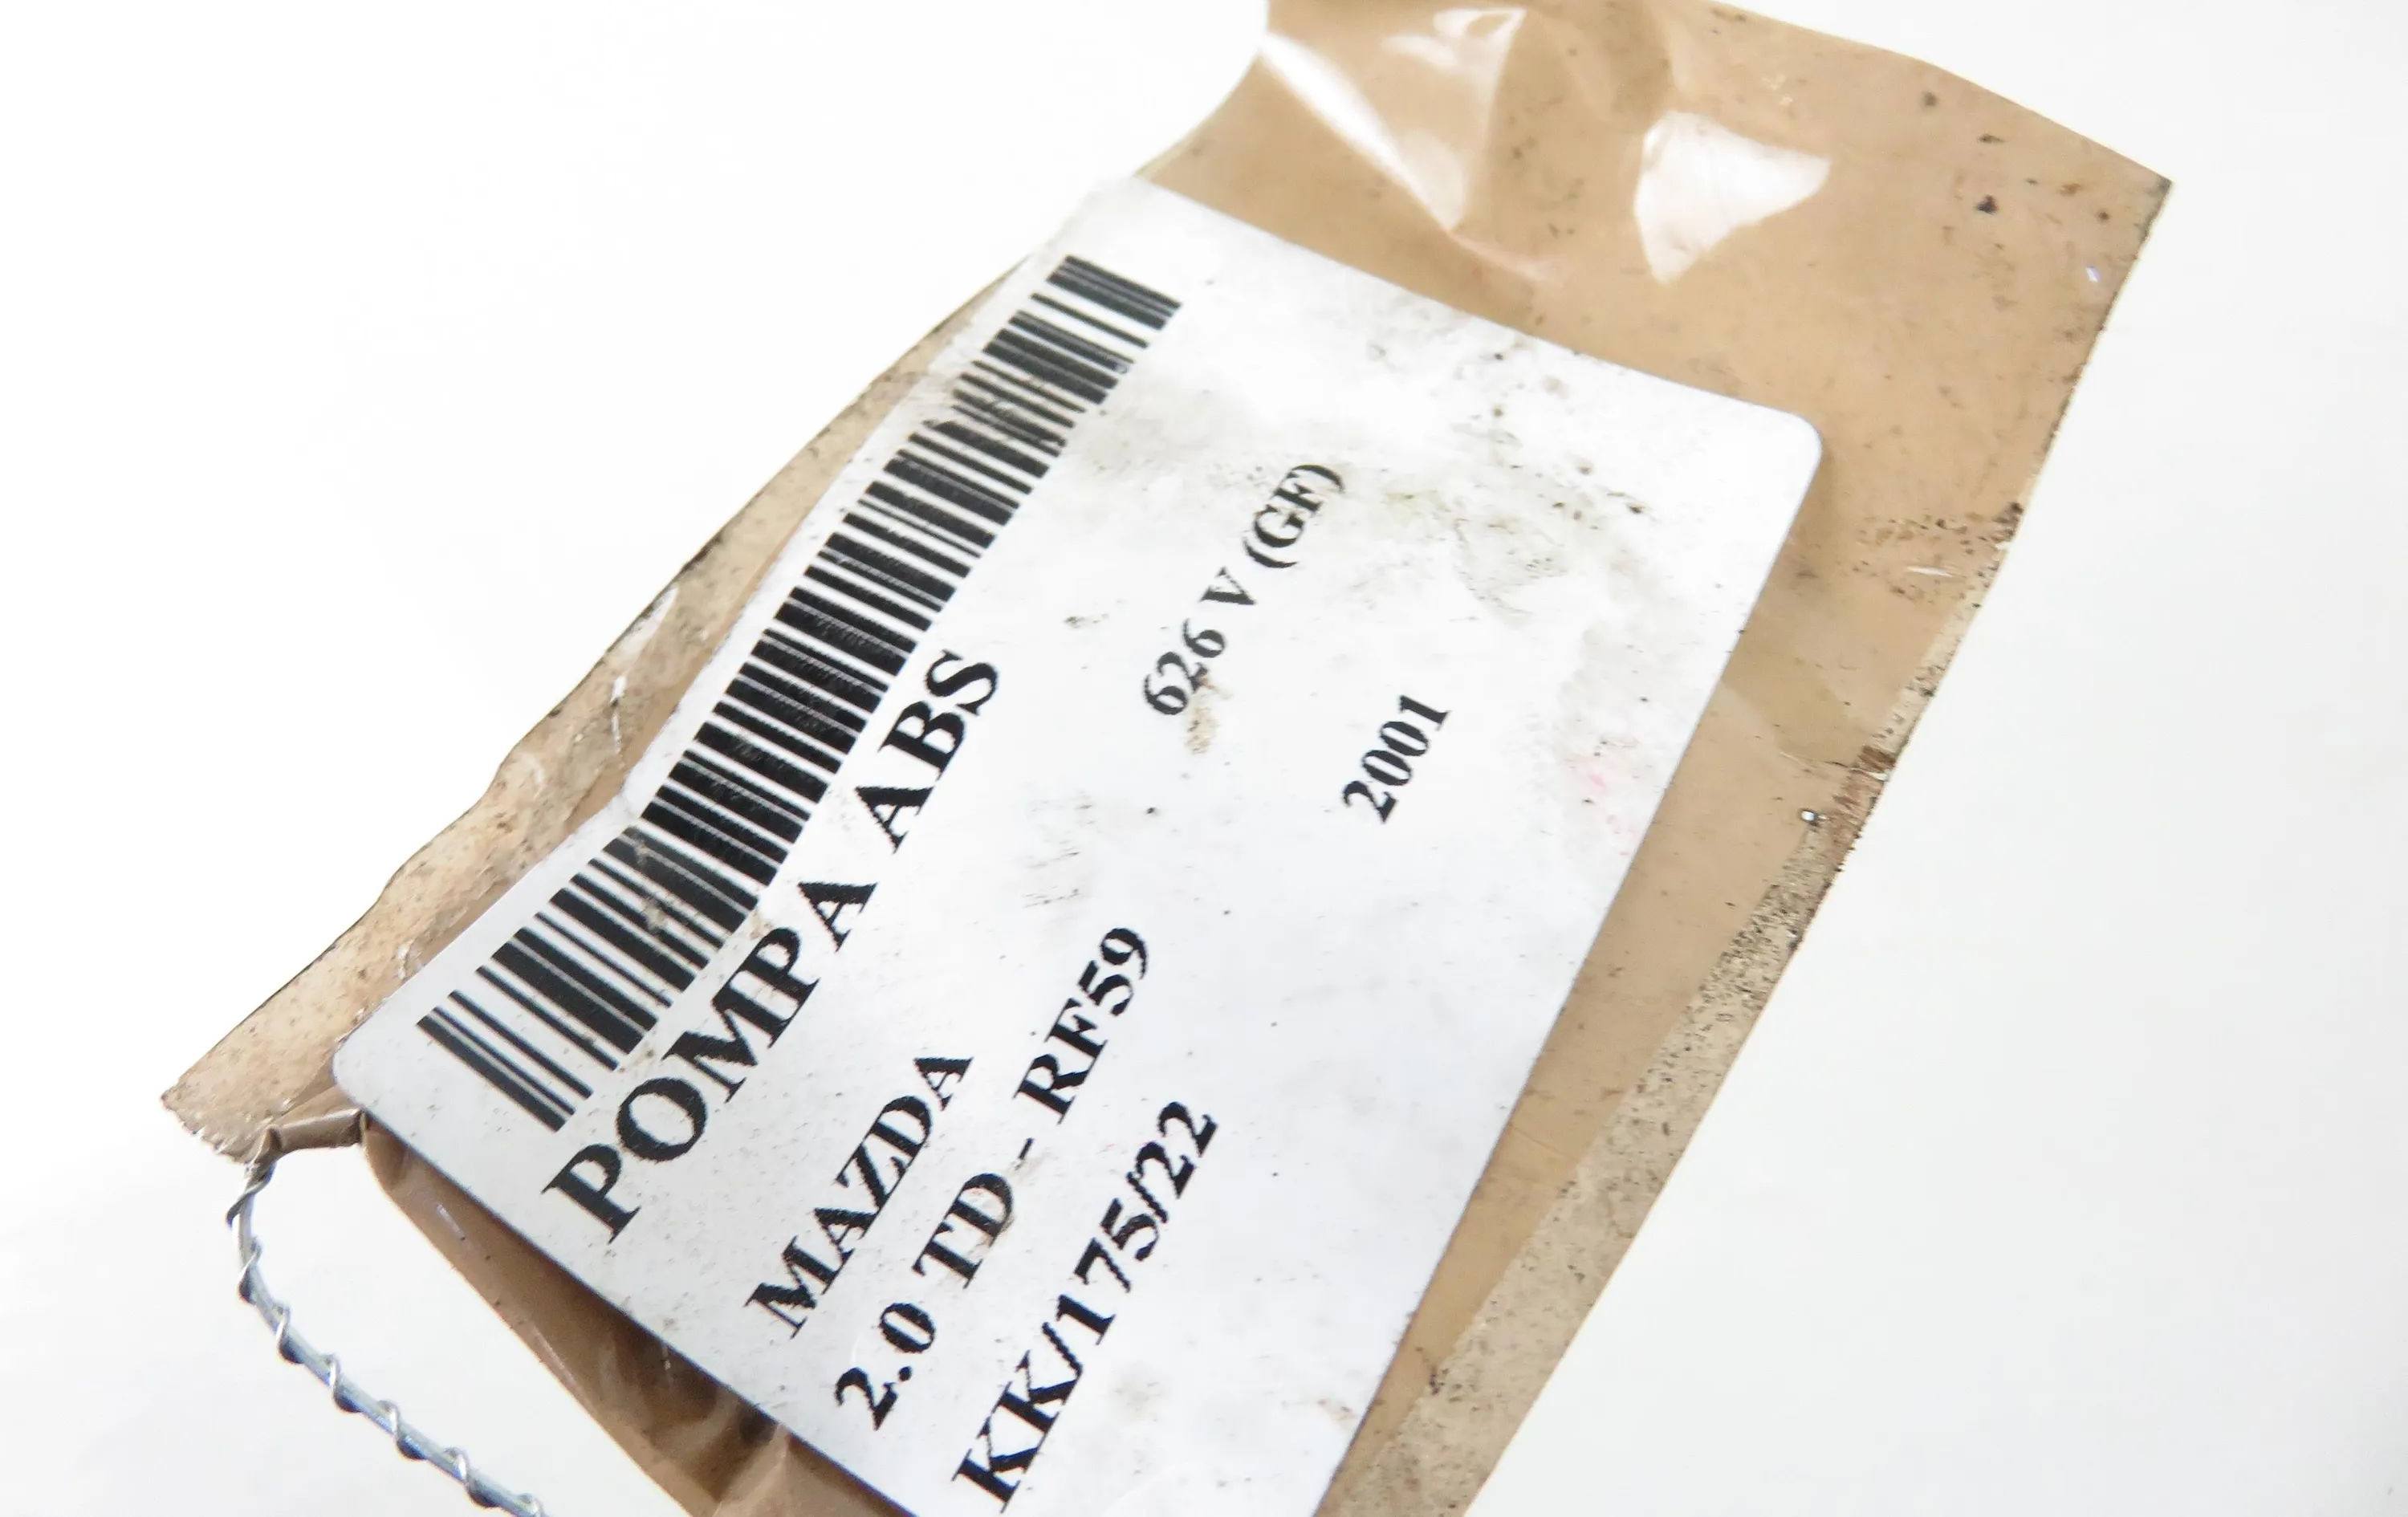 POMPA ABS
MAZDA 626 V (GF)
2.0 TD - RF59 2001
KK/175/22